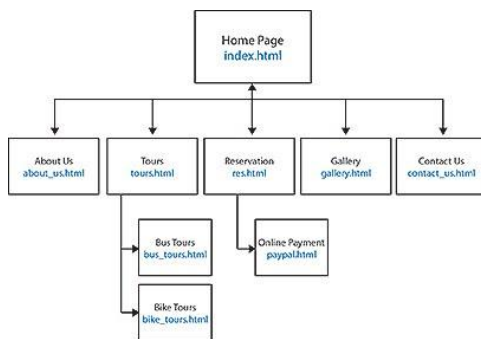 Home Page
index.html
About Us
about_us.html
Tours
tours.html
Reservation
res.html
Gallery
gallery.html
Contact Us
contact_us.html
Bus Tours
bus_tours.html
Online Payment
paypal.html
Bike Tours
bike_tours.html